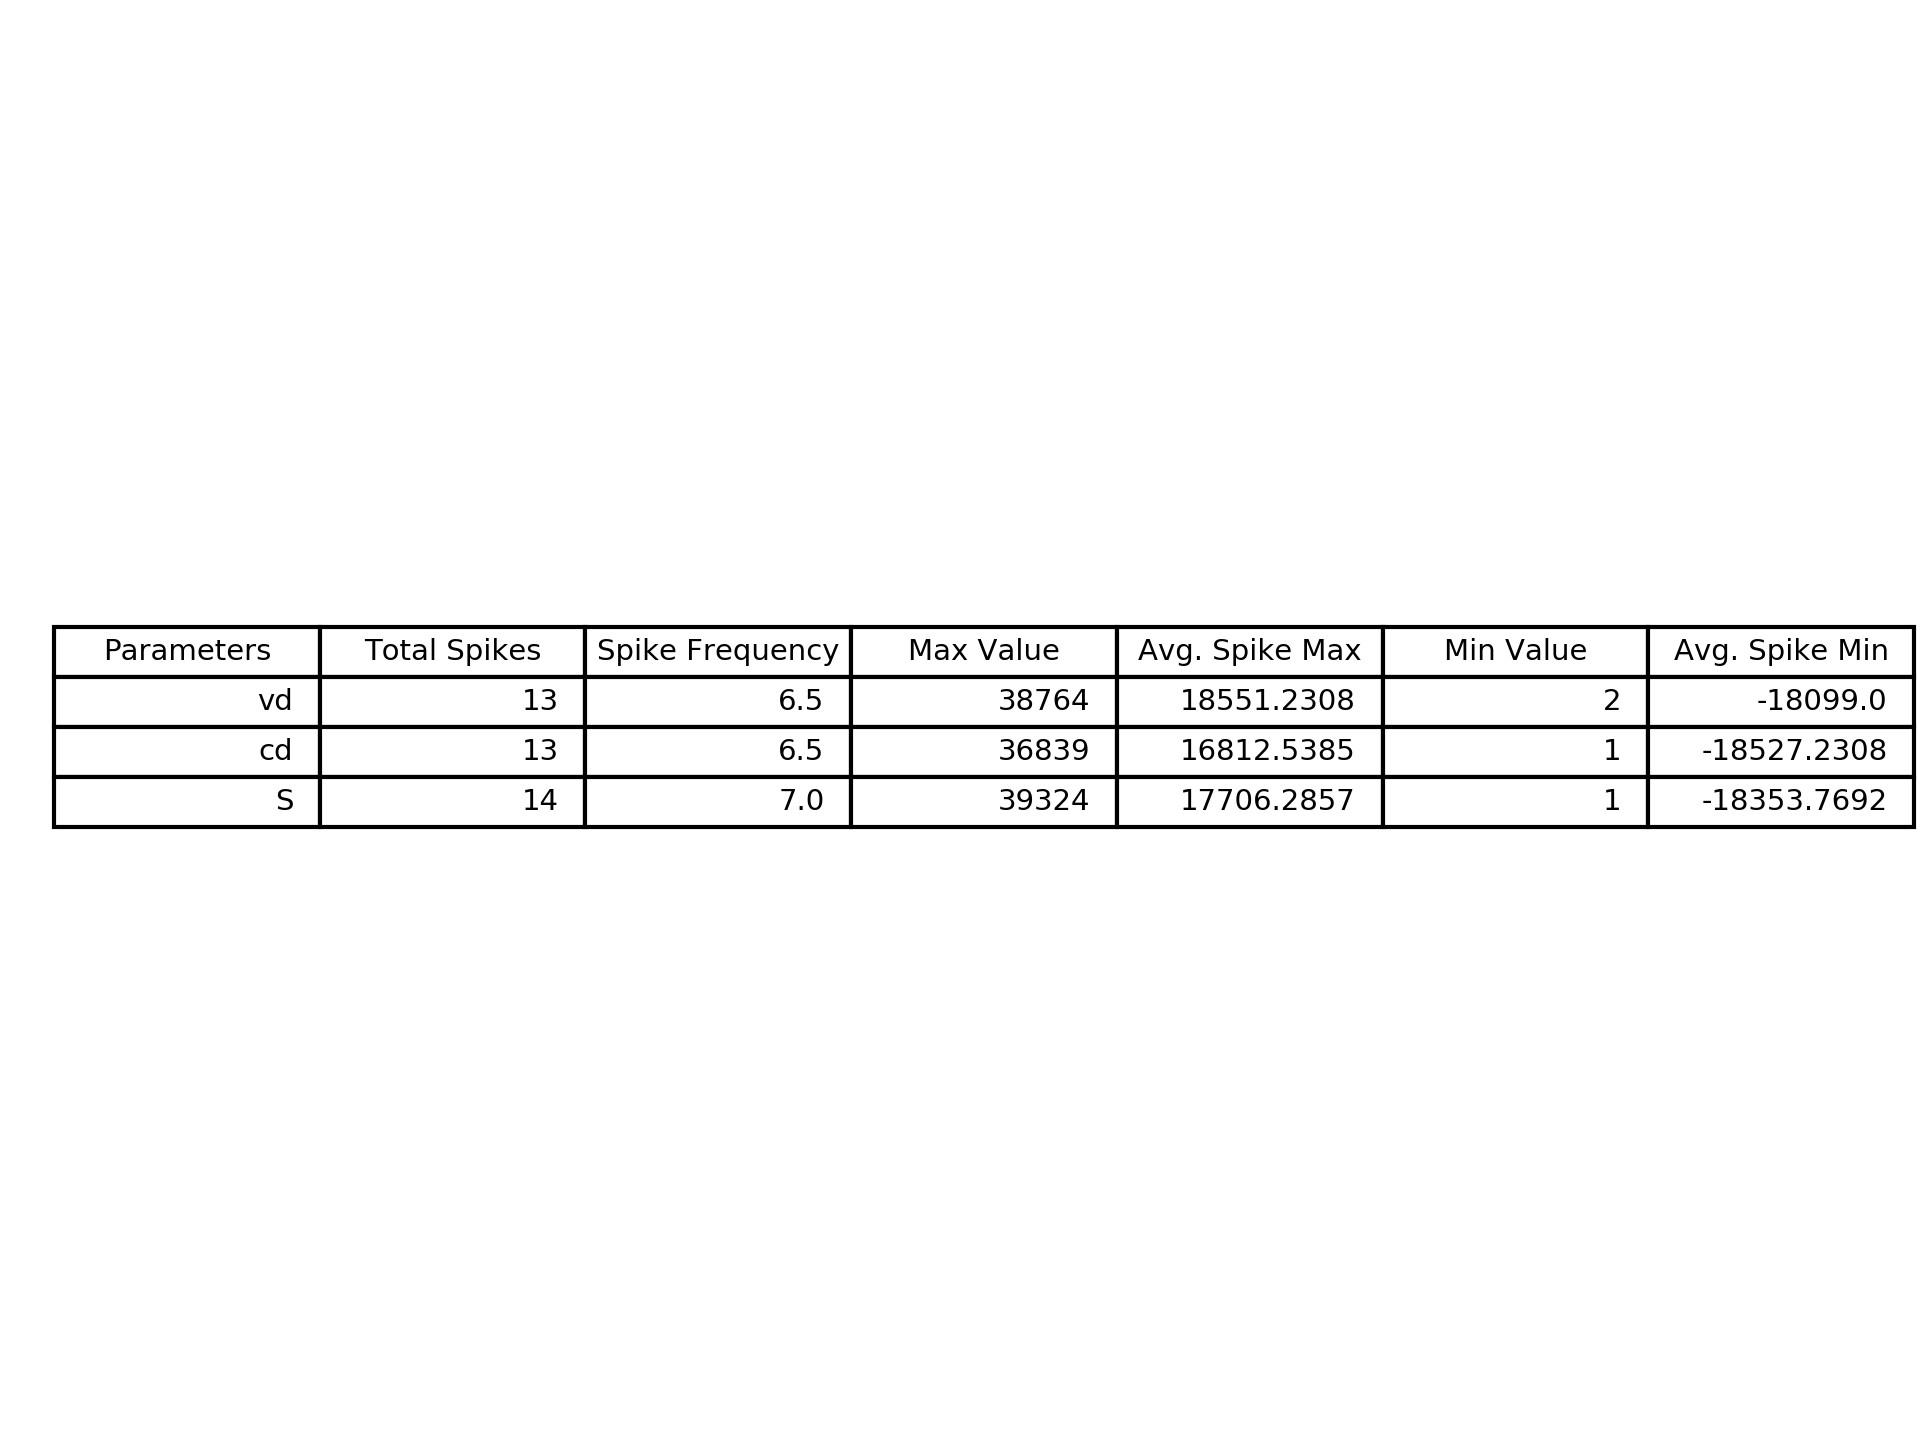 Parameters Total Spikes Spike Frequency Max Value Avg. Spike Max Min Value Avg. Spike Min
vd 13 6.5 38764 18551.2308 2 -18099.0
cd 13 6.5 36839 16812.5385 1 -18527.2308
S 14 7.0 39324 17706.2857 1 -18353.7692